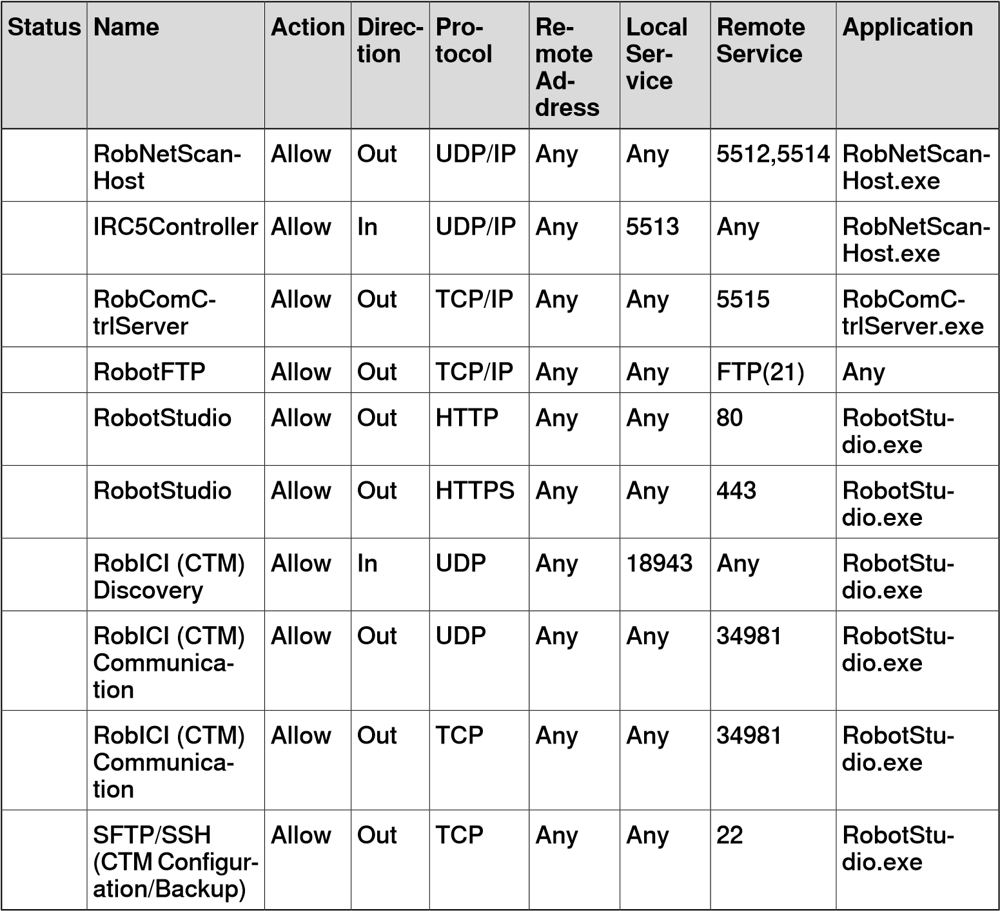 Status Name Action Direc- Pro- Re- Local Remote Application
tion tocol mote Ser- Service
Ad- vice
dress
RobNetScan- Allow Out UDP/IP Any Any 5512,5514 RobNetScan-
Host Host.exe
IRC5Controller Allow In UDP/IP Any 5513 Any RobNetScan-
Host.exe
RobComC- Allow Out TCP/IP Any Any 5515 RobComC-
trlServer trlServer.exe
RobotFTP Allow Out TCP/IP Any Any FTP(21) Any
RobotStudio Allow Out HTTP Any Any 80 RobotStu-
dio.exe
RobotStudio Allow Out HTTPS Any Any 443 RobotStu-
dio.exe
RobICI (CTM) Allow In UDP Any 18943 Any RobotStu-
Discovery dio.exe
RobICI (CTM) Allow Out UDP Any Any 34981 RobotStu-
Communica- dio.exe
tion
RobICI (CTM) Allow Out TCP Any Any 34981 RobotStu-
Communica- dio.exe
tion
SFTP/SSH Allow Out TCP Any Any 22 RobotStu-
(CTM Configur- dio.exe
ation/Backup)